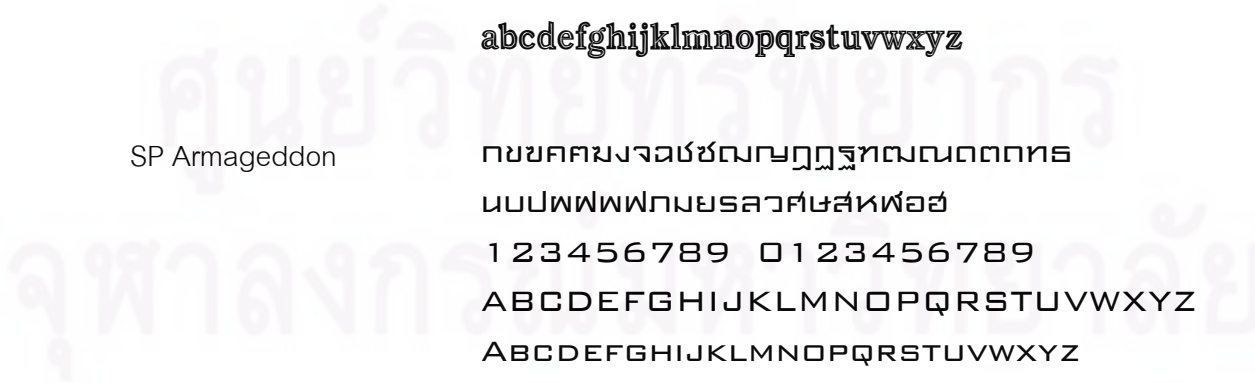 abcdefghijklmnopqrstuvwxyz
SP Armageddon
กขฃคฅฆงจฉชซฌญฎฏฐฑฒณดตถทธ
นบปผฝพฟภมยรลวศษสหฬอฮ
123456789 0123456789
ABCDEFGHIJKLMNOPQRSTUVWXYZ
ABCDEFGHIJKLMNOPQRSTUVWXYZ
ศูนย์วิทยทรัพยากร
จุฬาลงกรณ์มหาวิทยาลัย